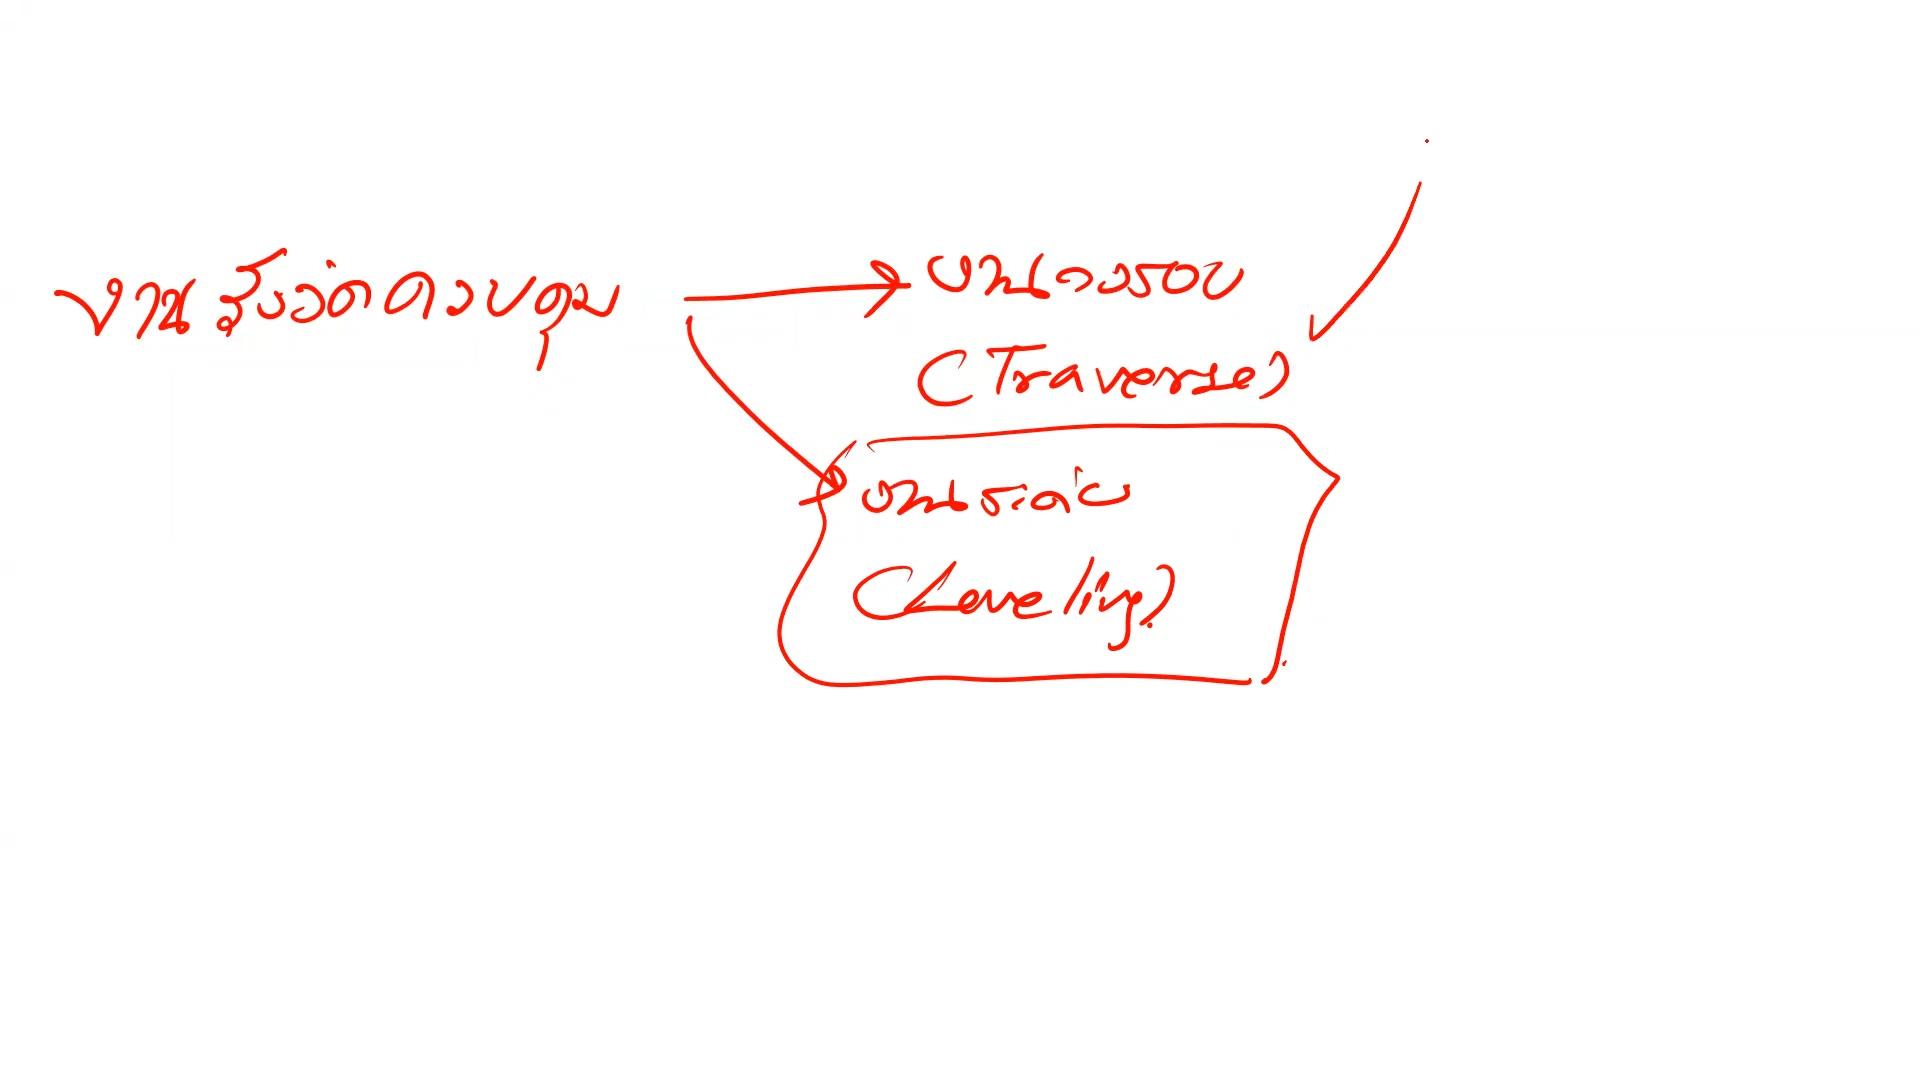 งานรังวัดควบคุม
งานวงรอบ
(Traverse)
งานระดับ
(Leveling)